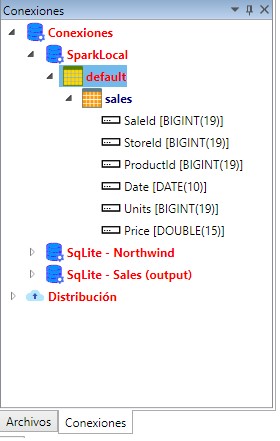 Conexiones
Conexiones
SparkLocal
default
sales
SaleId [BIGINT(19)]
StoreId [BIGINT(19)]
ProductId [BIGINT(19)]
Date [DATE(10)]
Units [BIGINT(19)]
Price [DOUBLE(15)]
SqLite - Northwind
SqLite - Sales (output)
Distribución
Archivos Conexiones